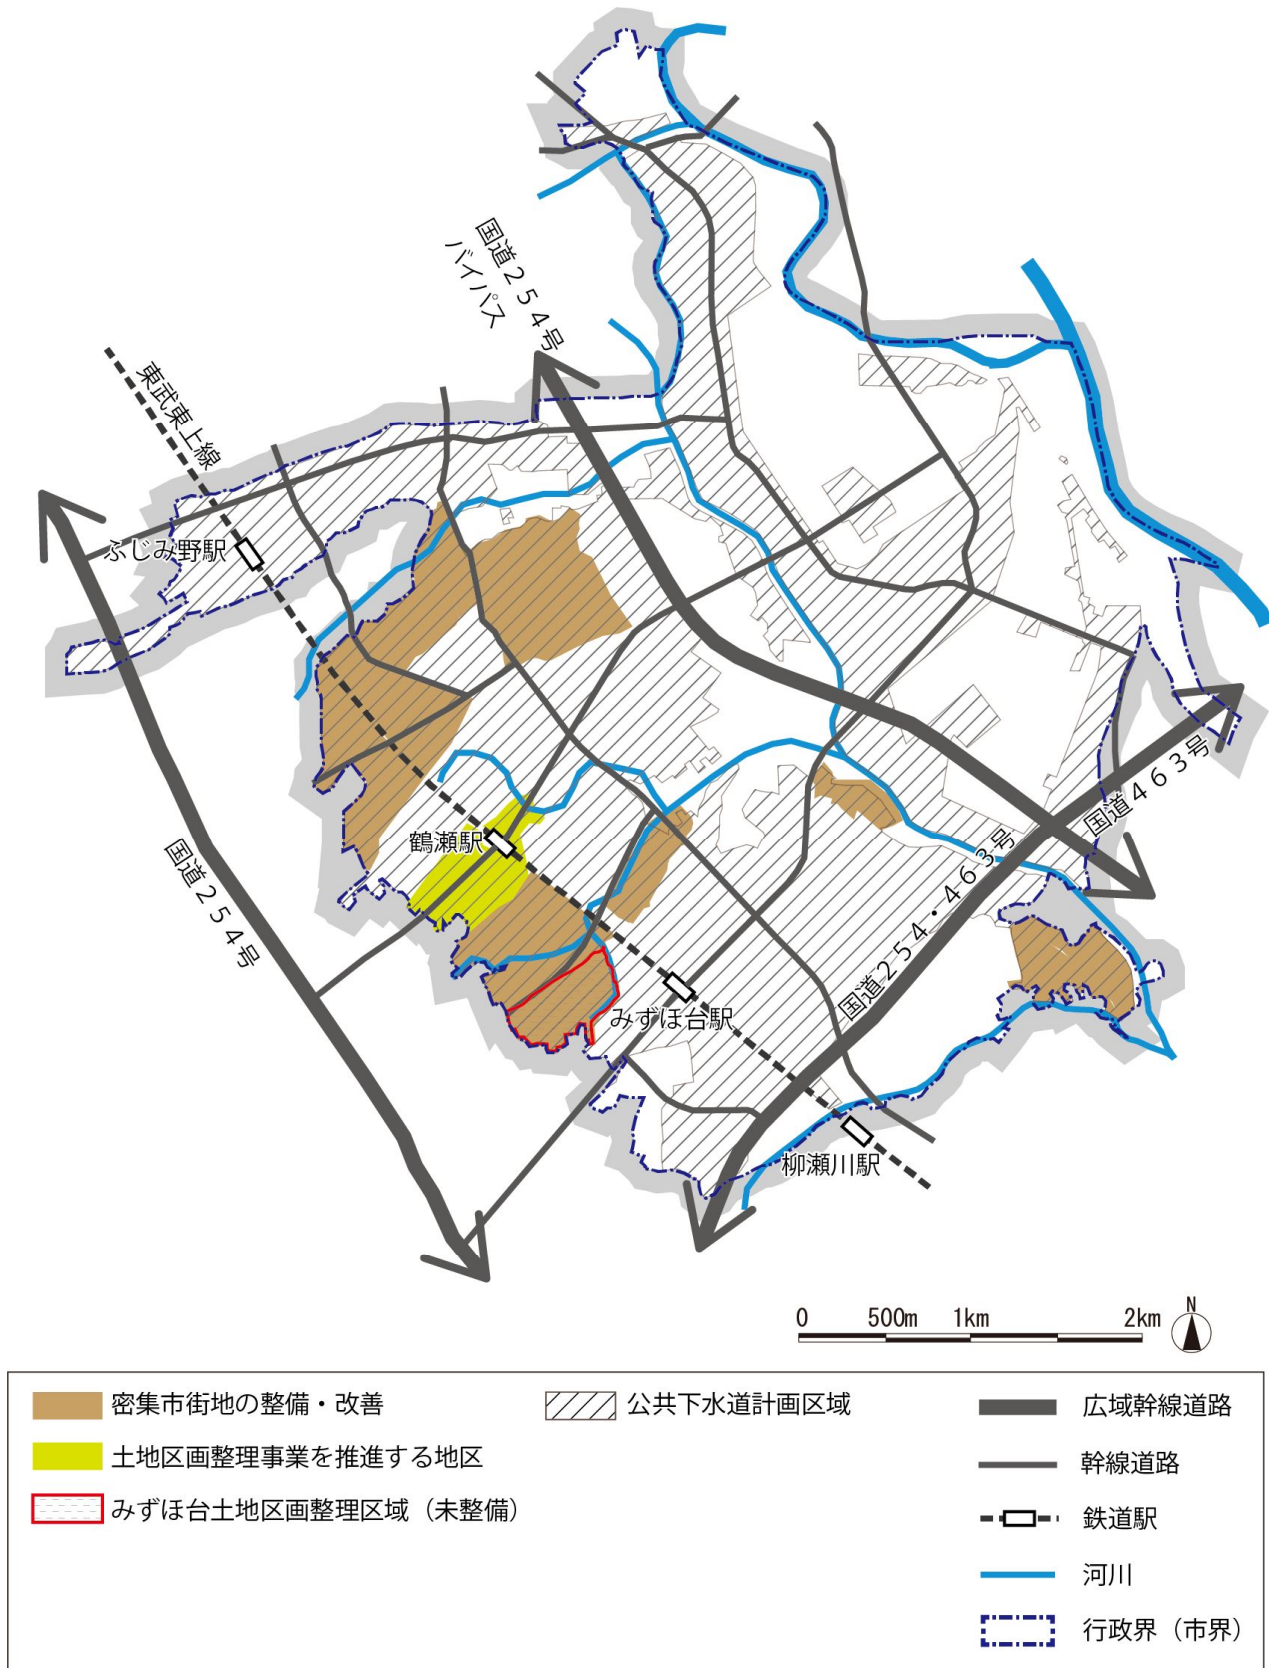 国道２５４号
バイパス
東武東上線
ふじみ野駅
鶴瀬駅
国道２５４号
国道４６３号
国道２５４・４６３号
みずほ台駅
柳瀬川駅
0 500m 1km 2km
N
密集市街地の整備・改善
公共下水道計画区域
広域幹線道路
土地区画整理事業を推進する地区
幹線道路
みずほ台土地区画整理区域（未整備）
鉄道駅
河川
行政界（市界）